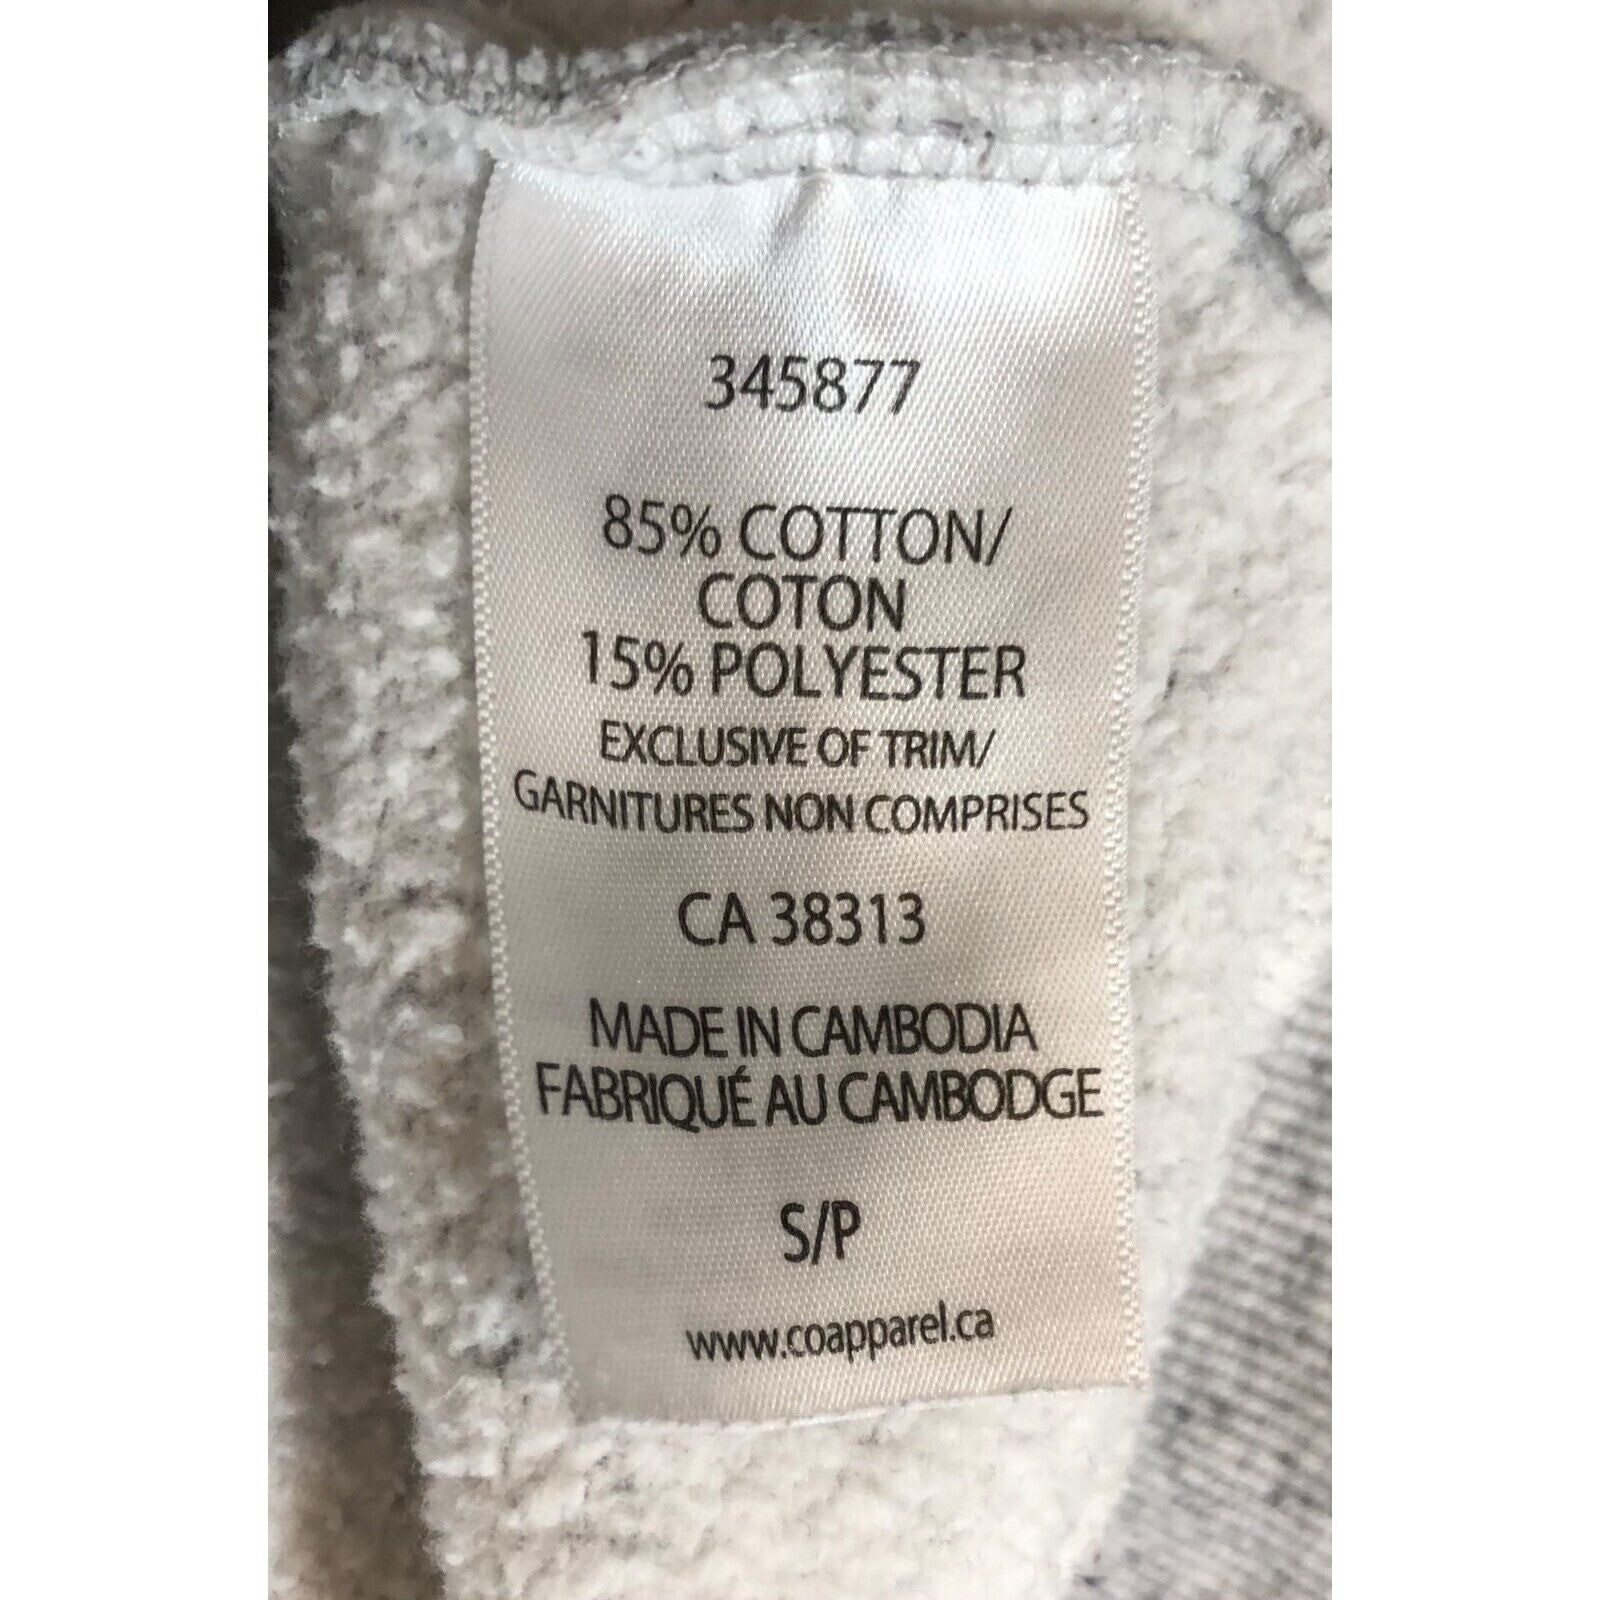 345877
85% COTTON/
COTON
15% POLYESTER
EXCLUSIVE OF TRIM/
GARNITURES NON COMPRISES
CA 38313
MADE IN CAMBODIA
FABRIQUÉ AU CAMBODGE
S/P
www.coapparel.ca